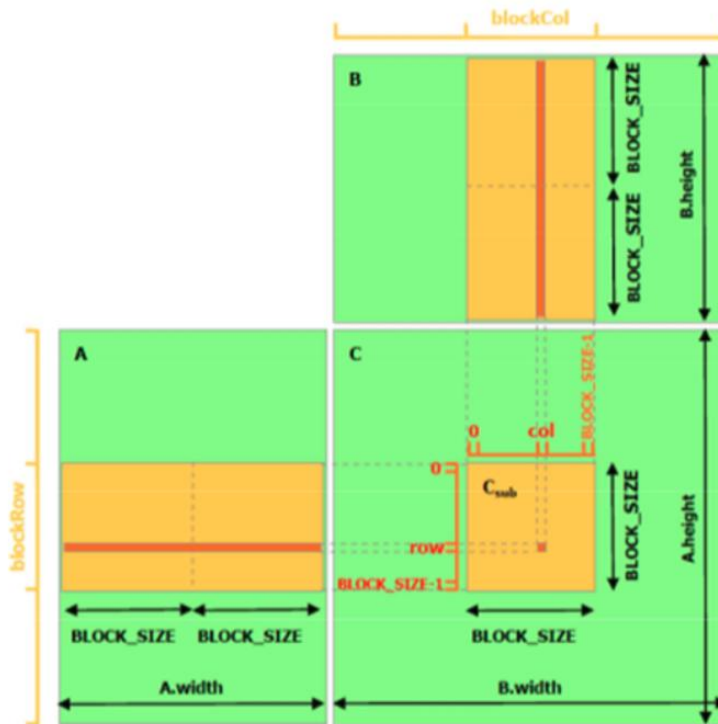 blockCol
B
BLOCK_SIZE
BLOCK_SIZE
B.height
A
C
BLOCK_SIZE-1
0
col
0
C_sub
row
BLOCK_SIZE-1
BLOCK_SIZE
A.height
blockRow
BLOCK_SIZE
BLOCK_SIZE
BLOCK_SIZE
A.width
B.width